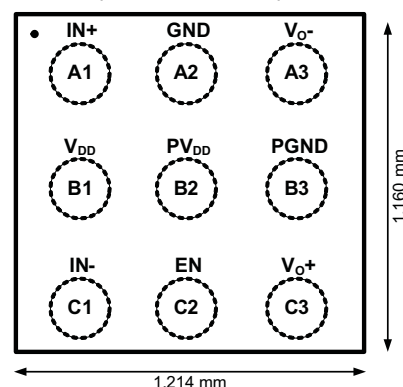 IN+ GND VO-
A1 A2 A3
VDD PVDD PGND
B1 B2 B3
IN- EN VO+
C1 C2 C3
1.160 mm
1.214 mm